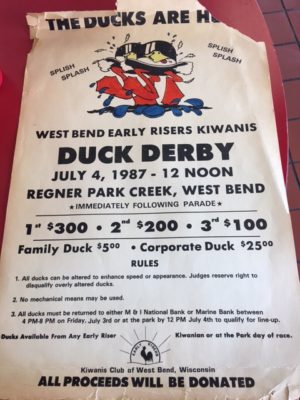 THE DUCKS ARE
SPLISH
SPLASH
SPLISH
SPLASH
WEST BEND EARLY RISERS KIWANIS
DUCK DERBY
JULY 4, 1987 - 12 NOON
REGNER PARK CREEK, WEST BEND
★IMMEDIATELY FOLLOWING PARADE★
1st $300 • 2nd $200 • 3rd $100
Family Duck $5.00 • Corporate Duck $25.00
RULES
1. All ducks can be altered to enhance speed or appearance. Judges reserve right to
disqualify overly altered ducks.
2. No mechanical means may be used.
3. All ducks must be returned to either M & I National Bank or Marine Bank between
4 PM-8 PM on Friday, July 3rd or at the park by 12 PM July 4th to qualify for line-up.
Ducks Available From Any Early Riser Kiwanian or at the Park day of race.
EARLY RISERS
Kiwanis Club of West Bend, Wisconsin
ALL PROCEEDS WILL BE DONATED